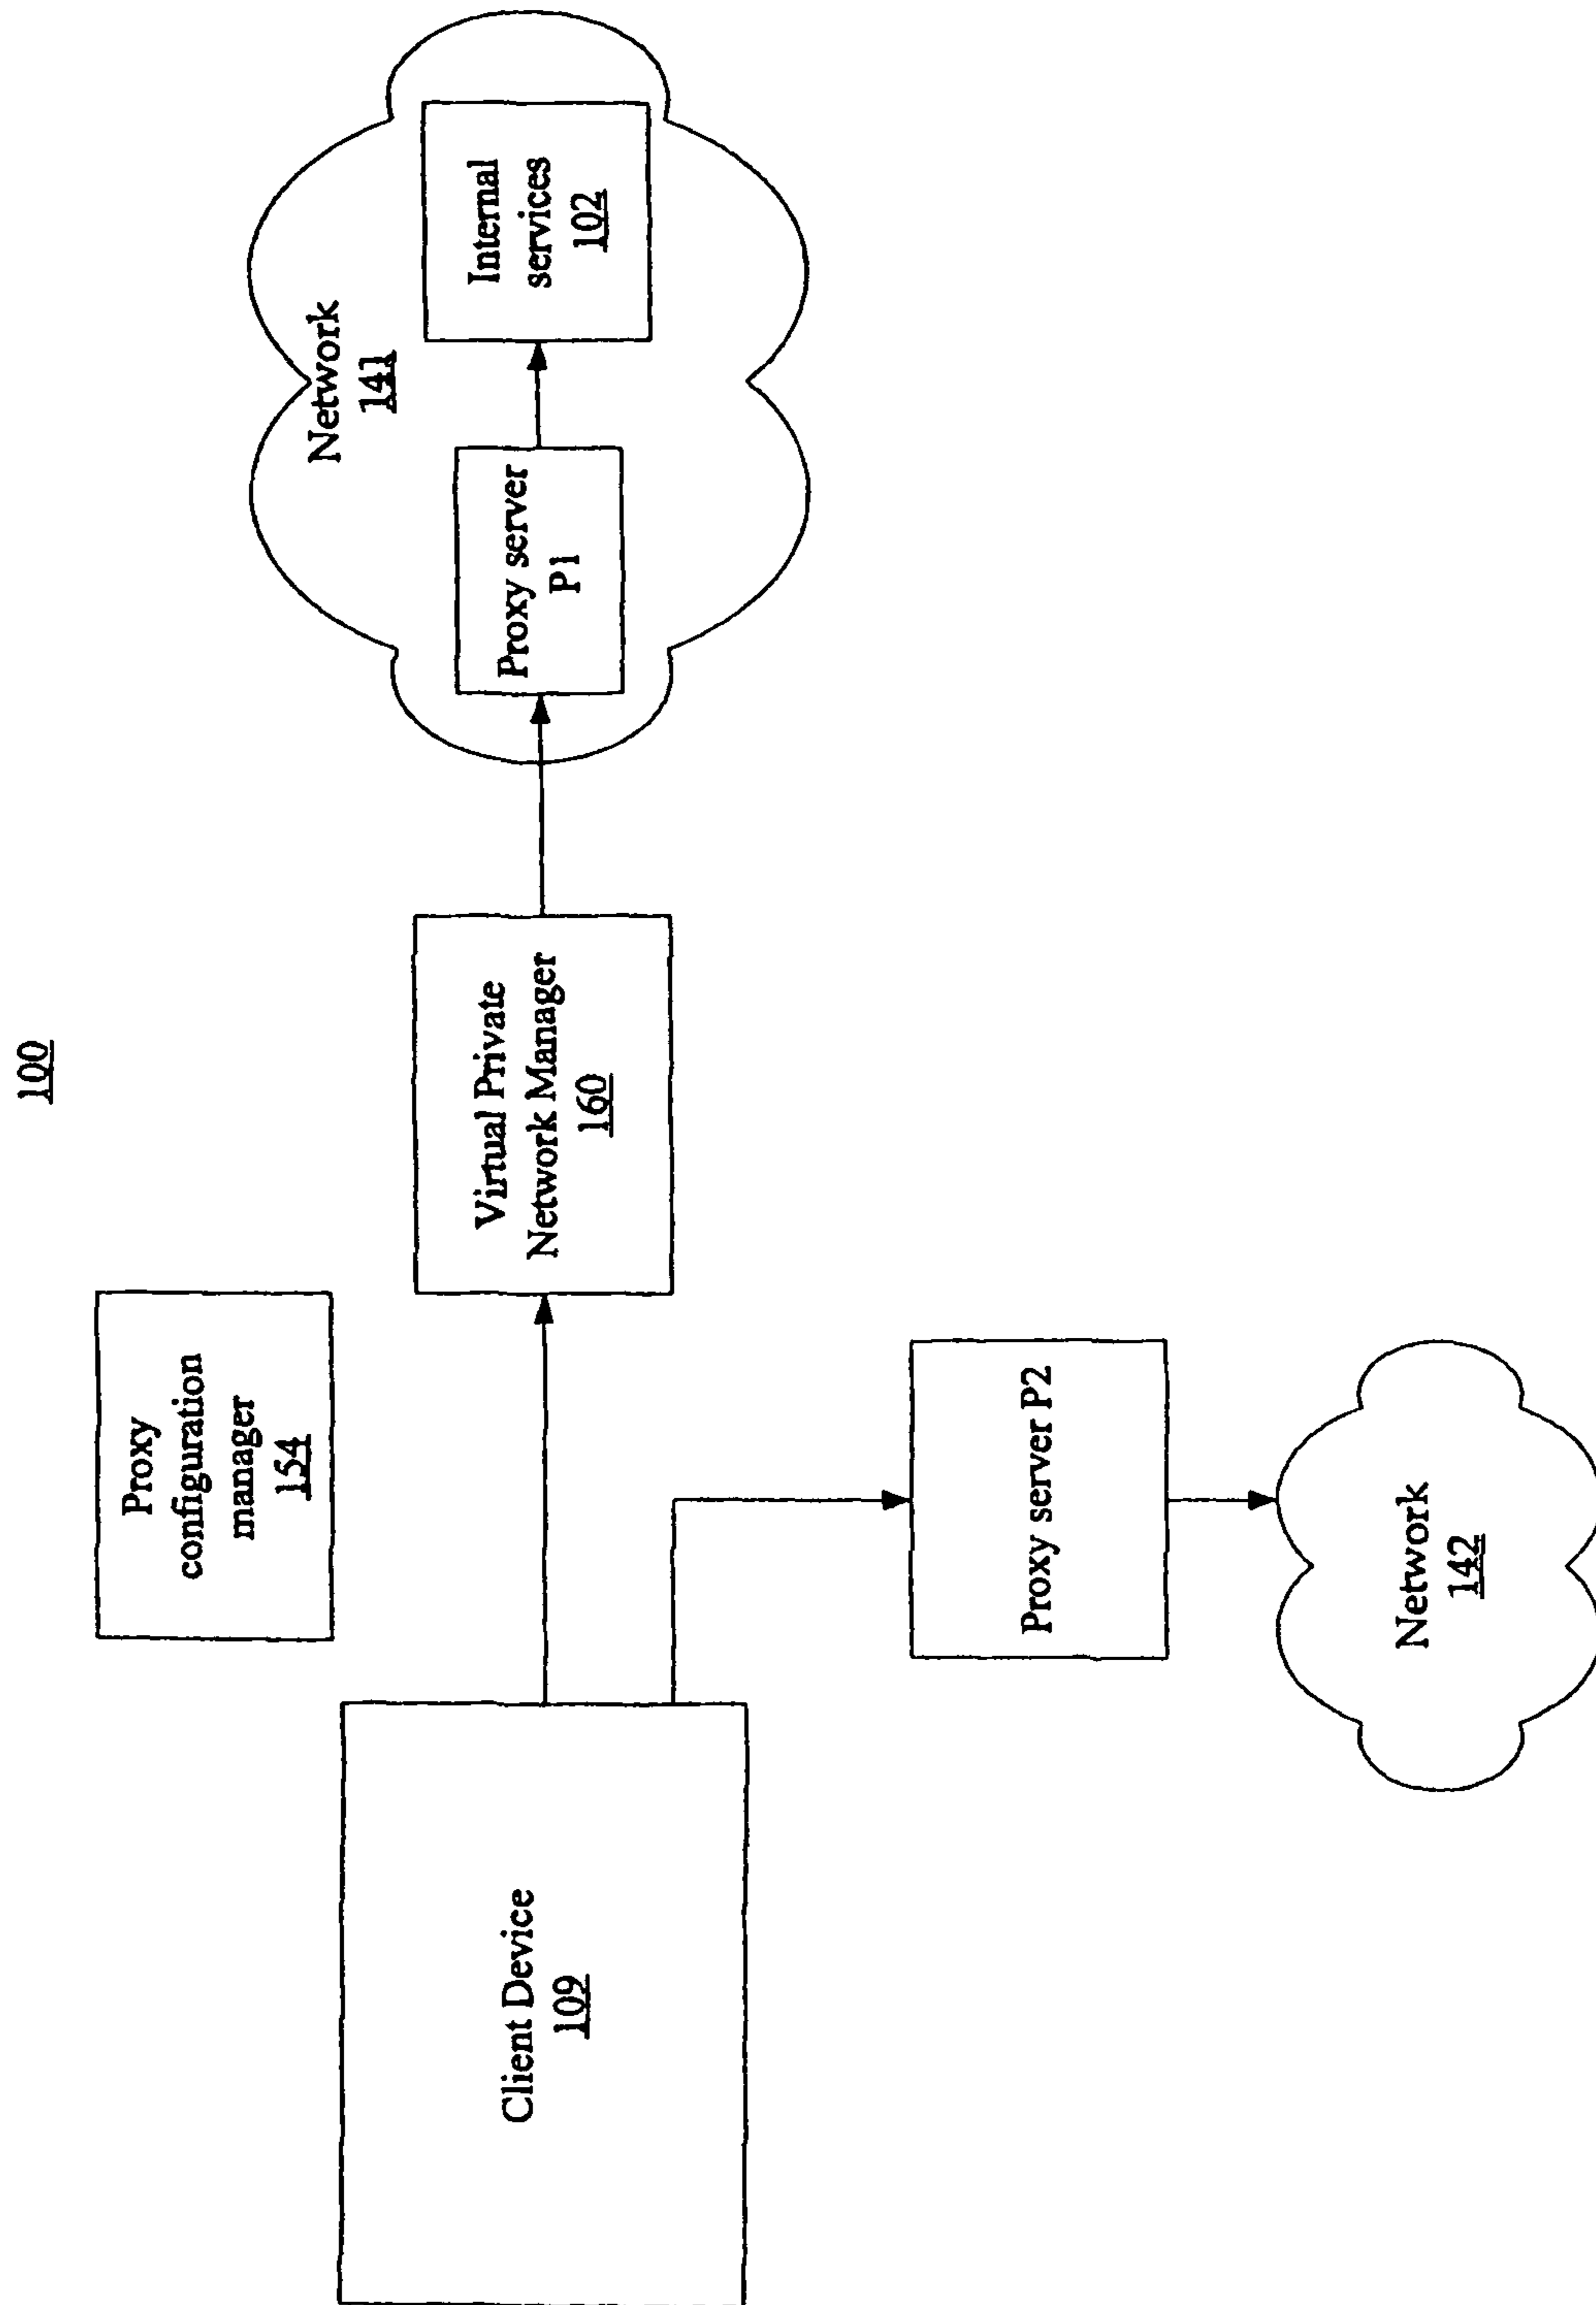 100
Proxy
configuration
manager
154
Network
141
Client Device
109
Virtual Private
Network Manager
160
Proxy server
P1
Internal
services
102
Proxy server P2
Network
142